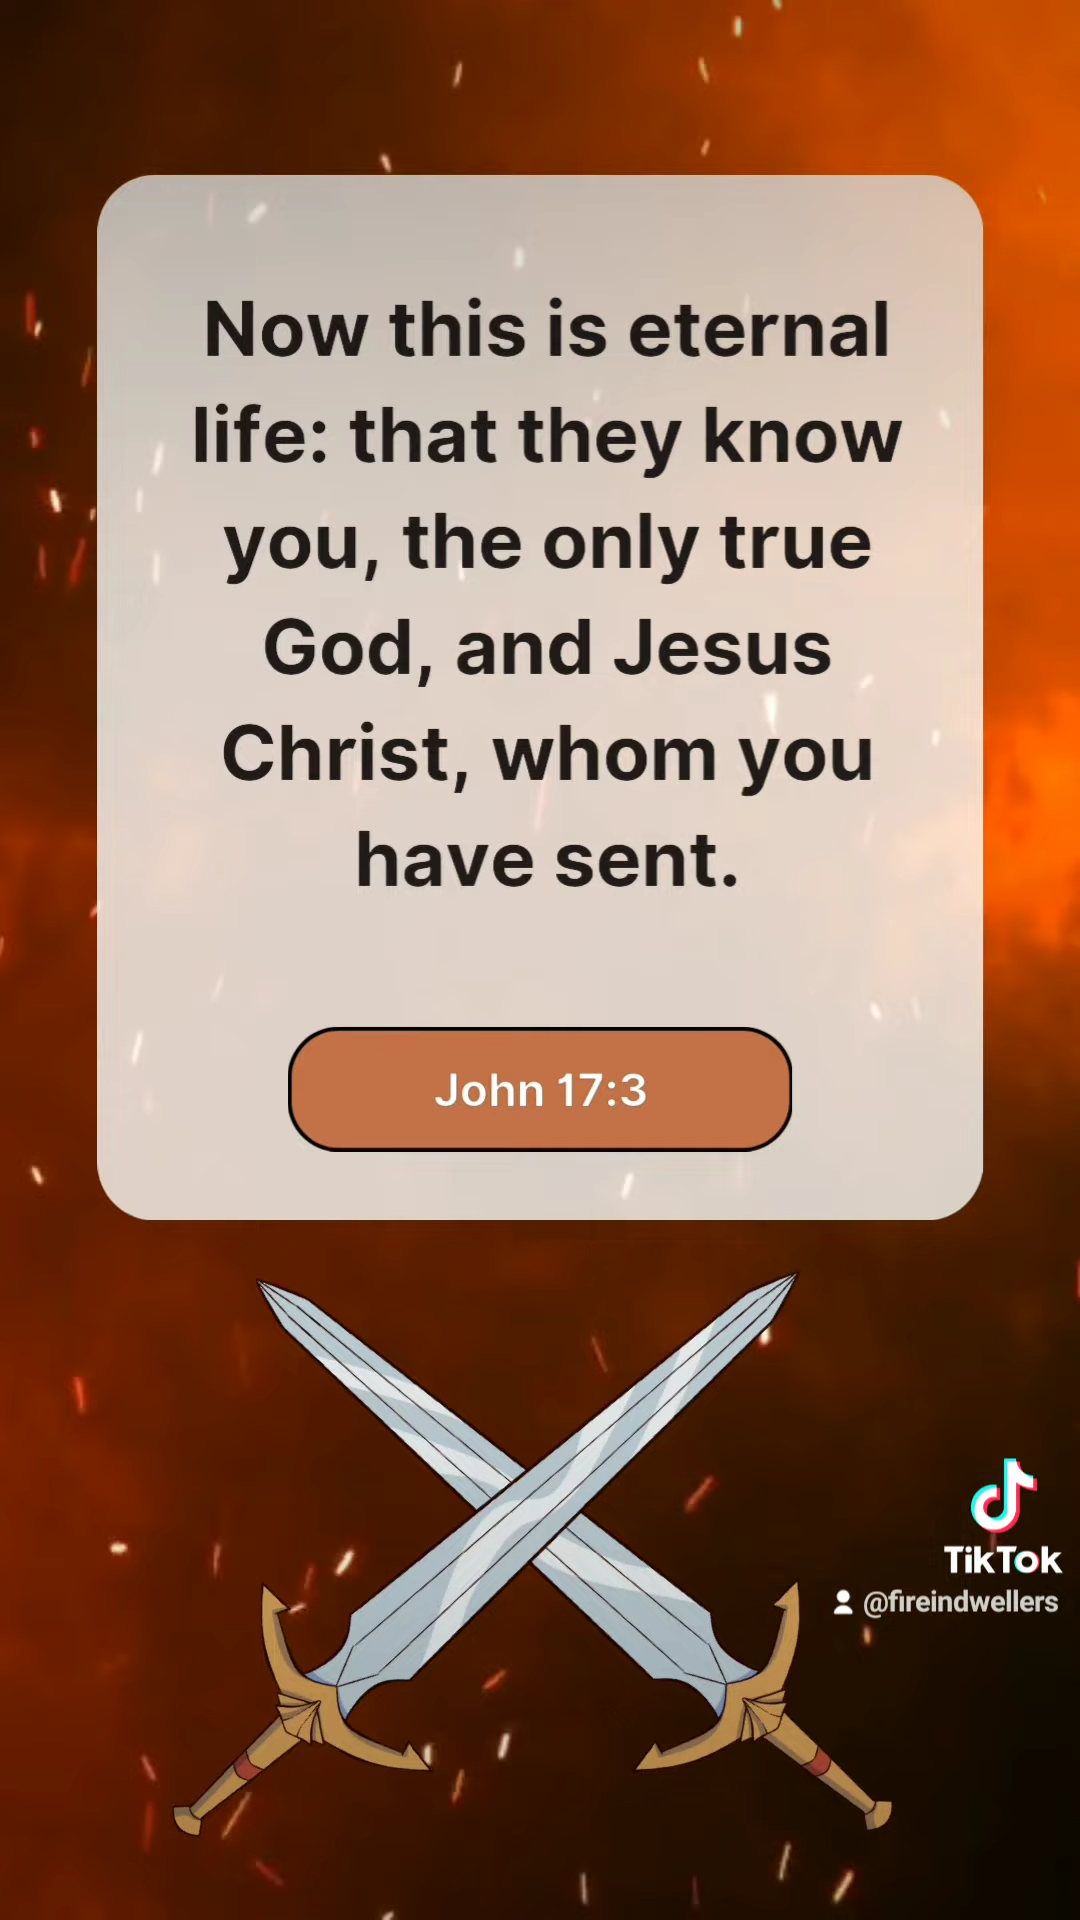 Now this is eternal
life: that they know
you, the only true
God, and Jesus
Christ, whom you
have sent.
John 17:3
TikTok
@fireindwellers